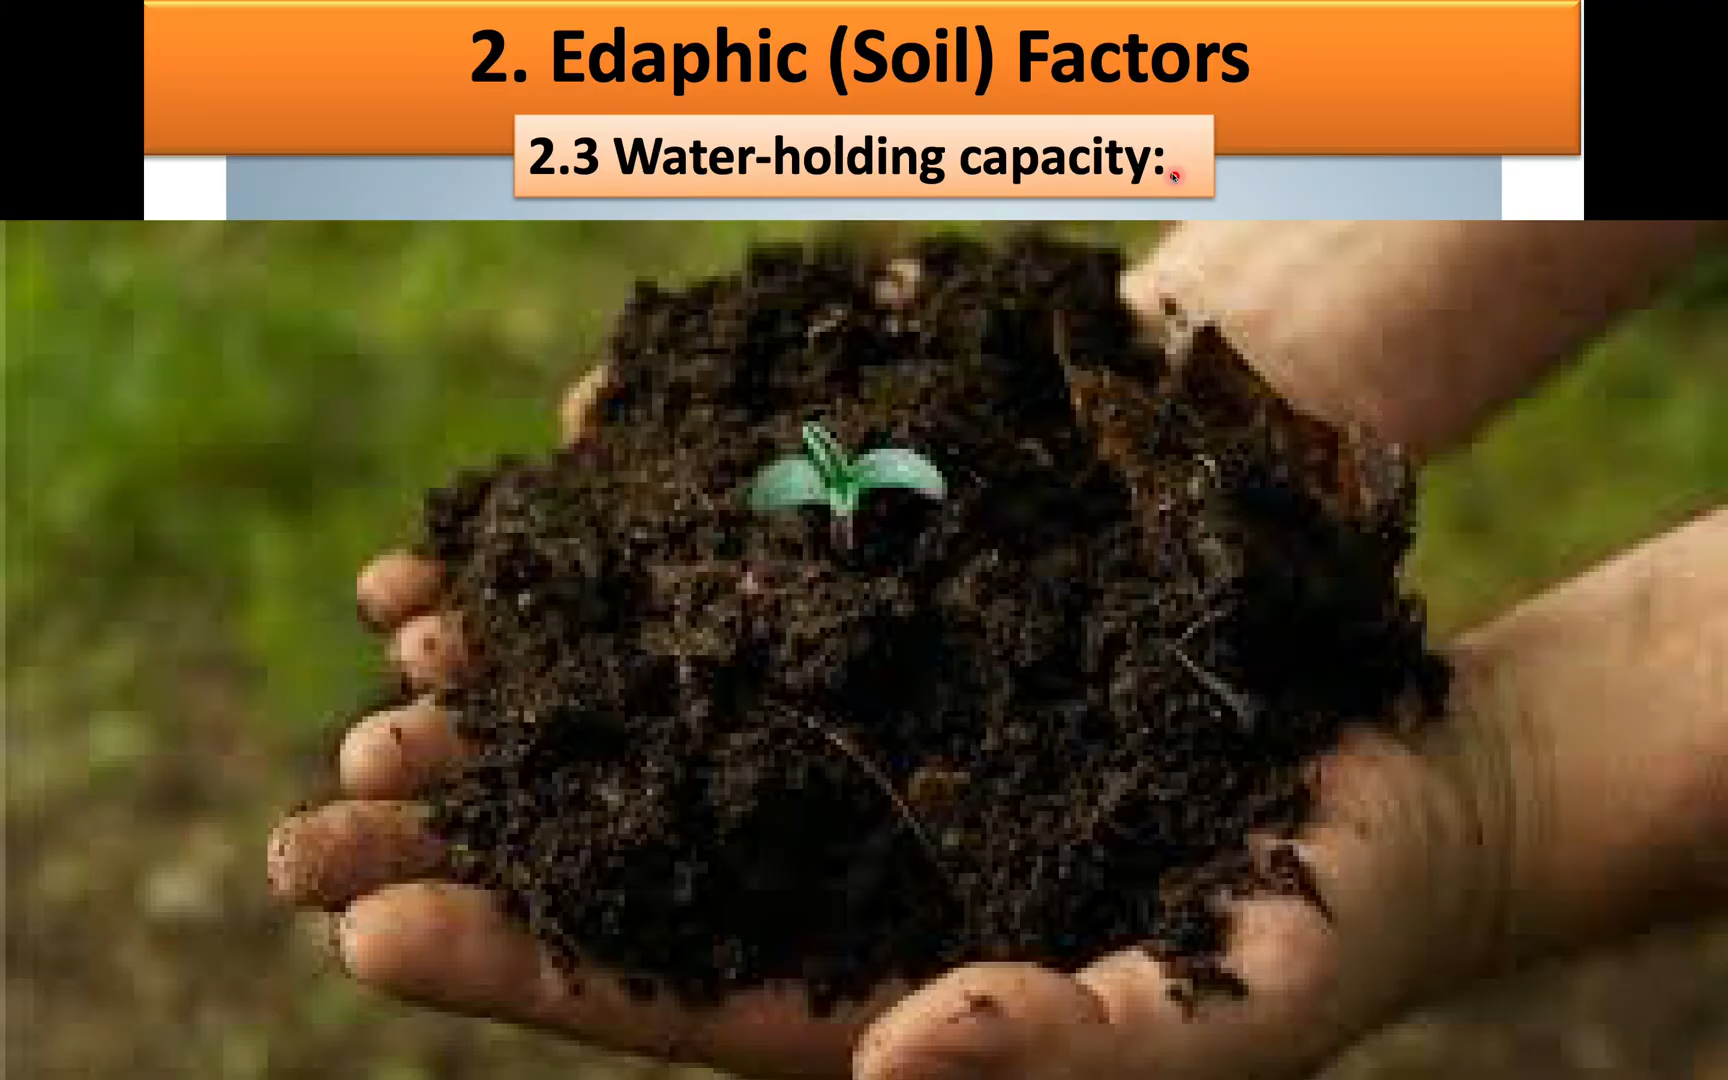 2. Edaphic (Soil) Factors
2.3 Water-holding capacity: